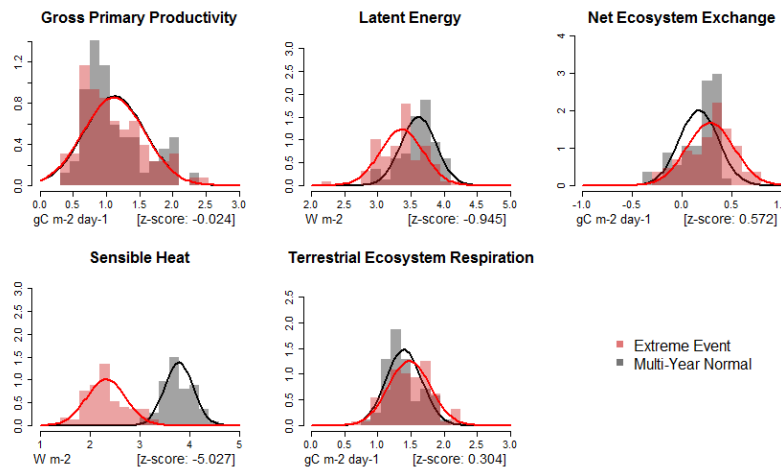 Gross Primary Productivity
0.0 0.4 0.8 1.2
0.0 0.5 1.0 1.5 2.0 2.5 3.0
gC m-2 day-1 [z-score: -0.024]
Latent Energy
0.0 0.5 1.0 1.5 2.0 2.5 3.0
2.0 2.5 3.0 3.5 4.0 4.5 5.0
W m-2 [z-score: -0.945]
Net Ecosystem Exchange
0 1 2 3 4
-1.0 -0.5 0.0 0.5
gC m-2 day-1 [z-score: 0.572]
Sensible Heat
0.0 0.5 1.0 1.5 2.0 2.5 3.0
1 2 3 4 5
W m-2 [z-score: -5.027]
Terrestrial Ecosystem Respiration
0.0 0.5 1.0 1.5 2.0 2.5
0.0 0.5 1.0 1.5 2.0 2.5 3.0
gC m-2 day-1 [z-score: 0.304]
Extreme Event
Multi-Year Normal